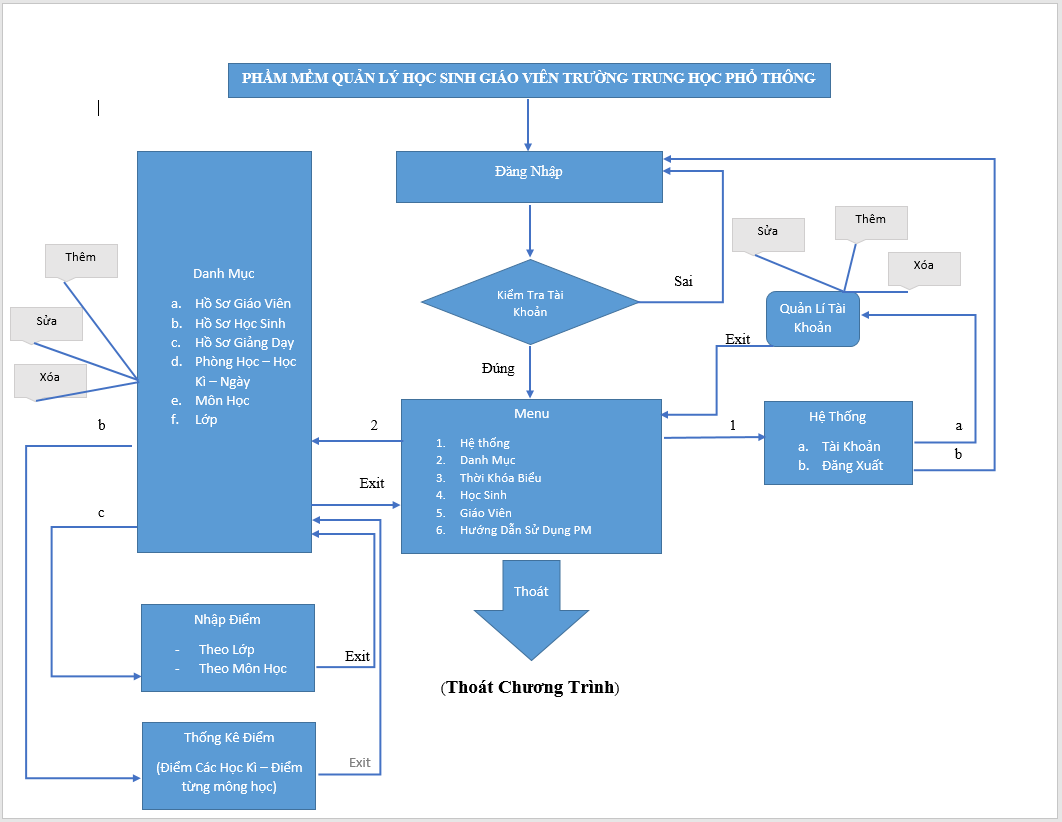 PHẦM MỀM QUẢN LÝ HỌC SINH GIÁO VIÊN TRƯỜNG TRUNG HỌC PHỔ THÔNG
Đăng Nhập
Kiểm Tra Tài
Khoản
Sai
Đúng
Sửa
Thêm
Xóa
Quản Lí Tài
Khoản
Exit
Hệ Thống
a. Tài Khoản
b. Đăng Xuất
a
b
1
Menu
1. Hệ thống
2. Danh Mục
3. Thời Khóa Biểu
4. Học Sinh
5. Giáo Viên
6. Hướng Dẫn Sử Dụng PM
2
Exit
Danh Mục
a. Hồ Sơ Giáo Viên
b. Hồ Sơ Học Sinh
c. Hồ Sơ Giảng Dạy
d. Phòng Học – Học
Kì – Ngày
e. Môn Học
f. Lớp
Thêm
Sửa
Xóa
b
c
Nhập Điểm
- Theo Lớp
- Theo Môn Học
Exit
Thống Kê Điểm
(Điểm Các Học Kì – Điểm
từng mông học)
Exit
Thoát
(Thoát Chương Trình)